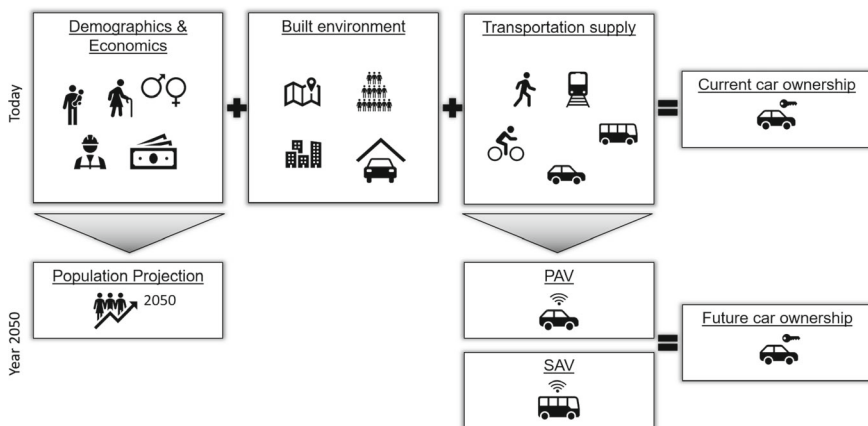 Demographics &
Economics
Built environment
Transportation supply
Today
Current car ownership
Population Projection
2050
PAV
Year 2050
Future car ownership
SAV